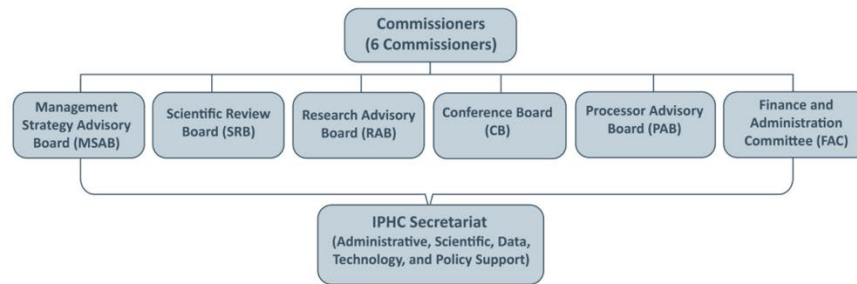 Commissioners
(6 Commissioners)
Management
Strategy Advisory
Board (MSAB)
Scientific Review
Board (SRB)
Research Advisory
Board (RAB)
Conference Board
(CB)
Processor Advisory
Board (PAB)
Finance and
Administration
Committee (FAC)
IPHC Secretariat
(Administrative, Scientific, Data,
Technology, and Policy Support)